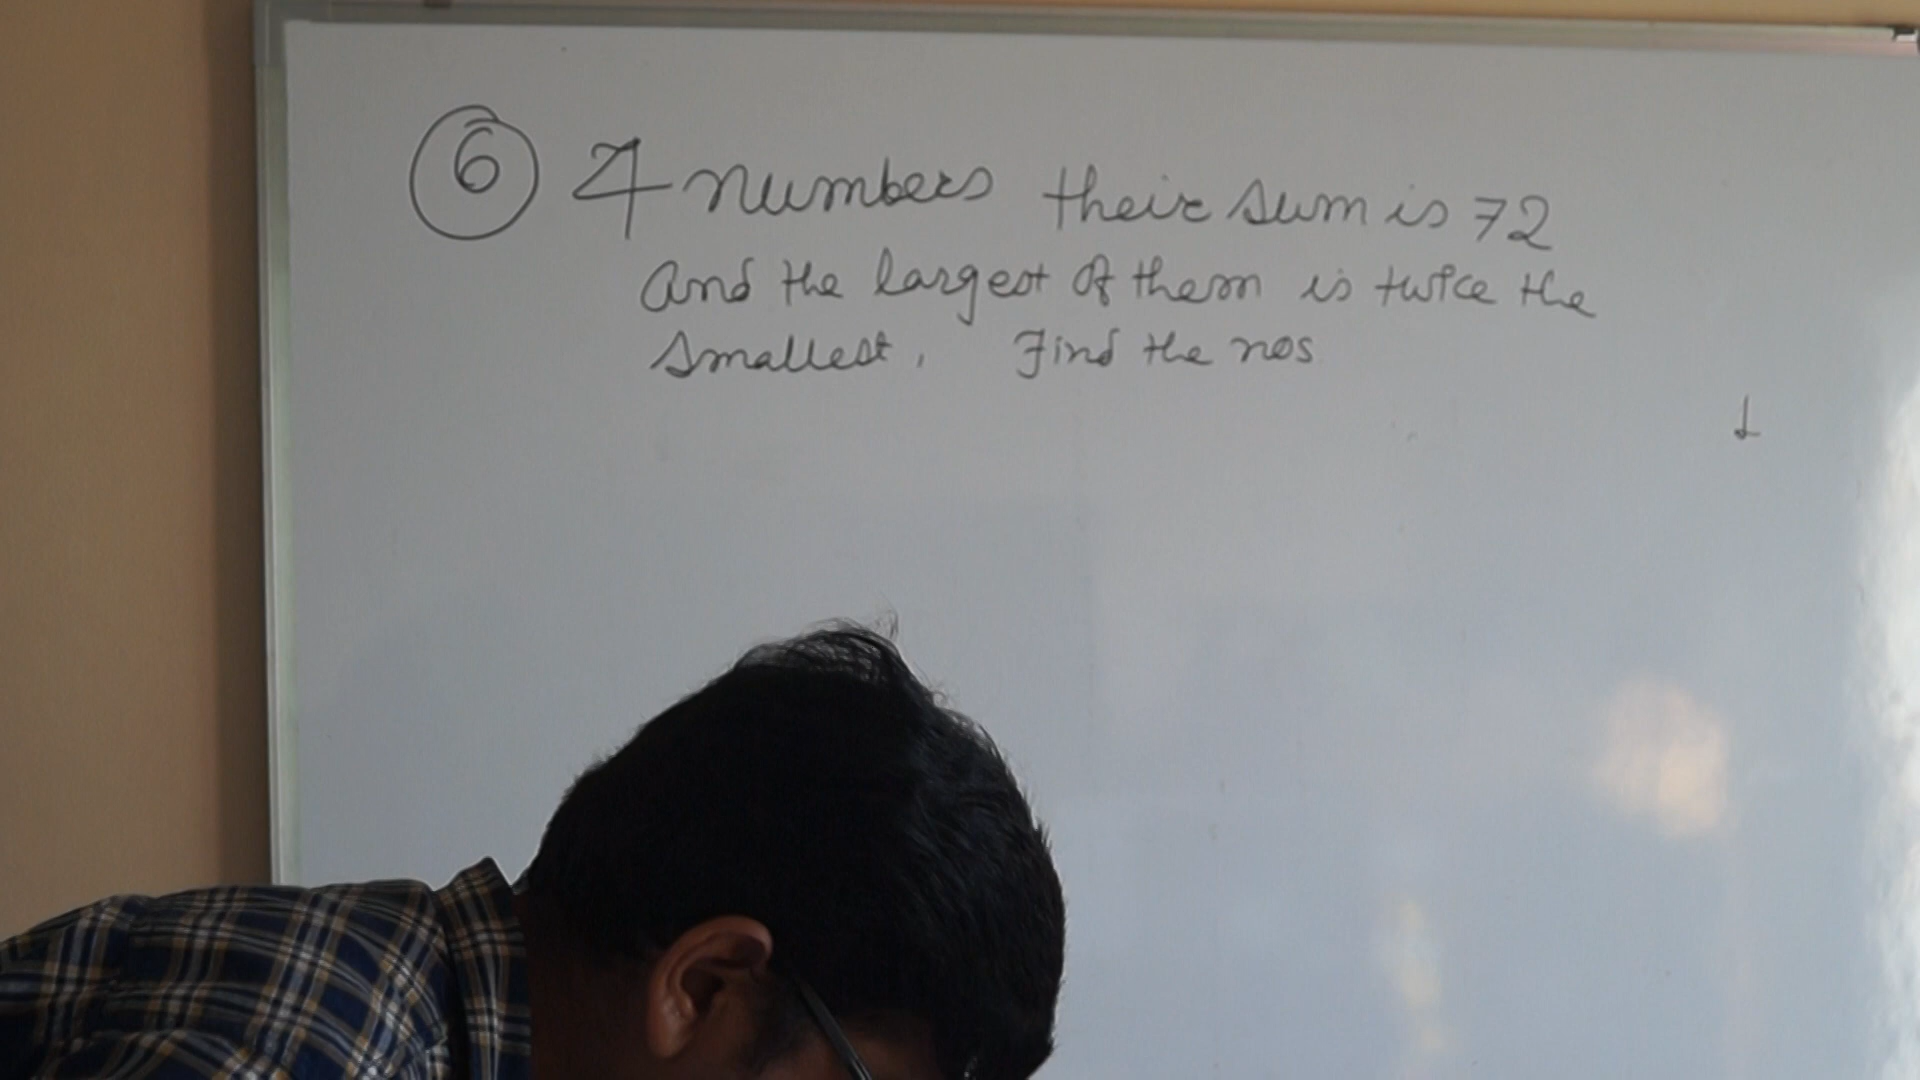 6 4 numbers their sum is 72
and the largest of them is twice the
smallest. Find the nos